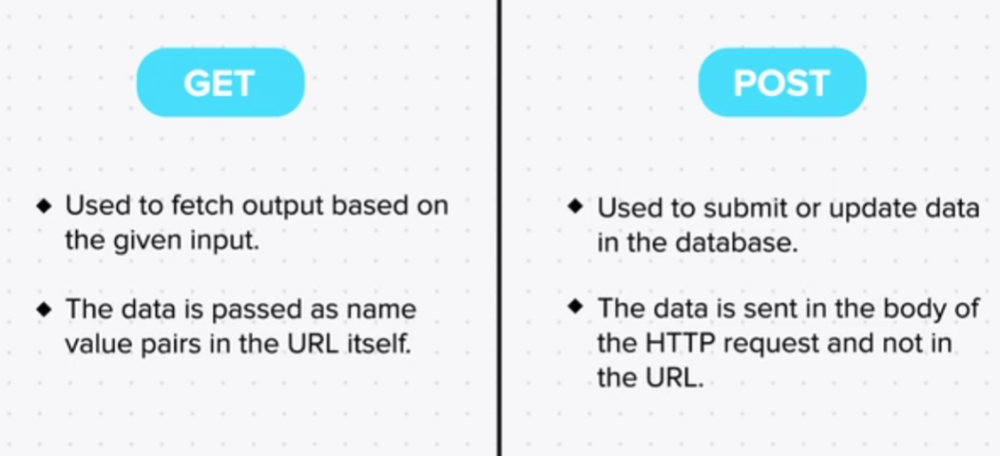 GET
◆ Used to fetch output based on
the given input.
◆ The data is passed as name
value pairs in the URL itself.
POST
◆ Used to submit or update data
in the database.
◆ The data is sent in the body of
the HTTP request and not in
the URL.